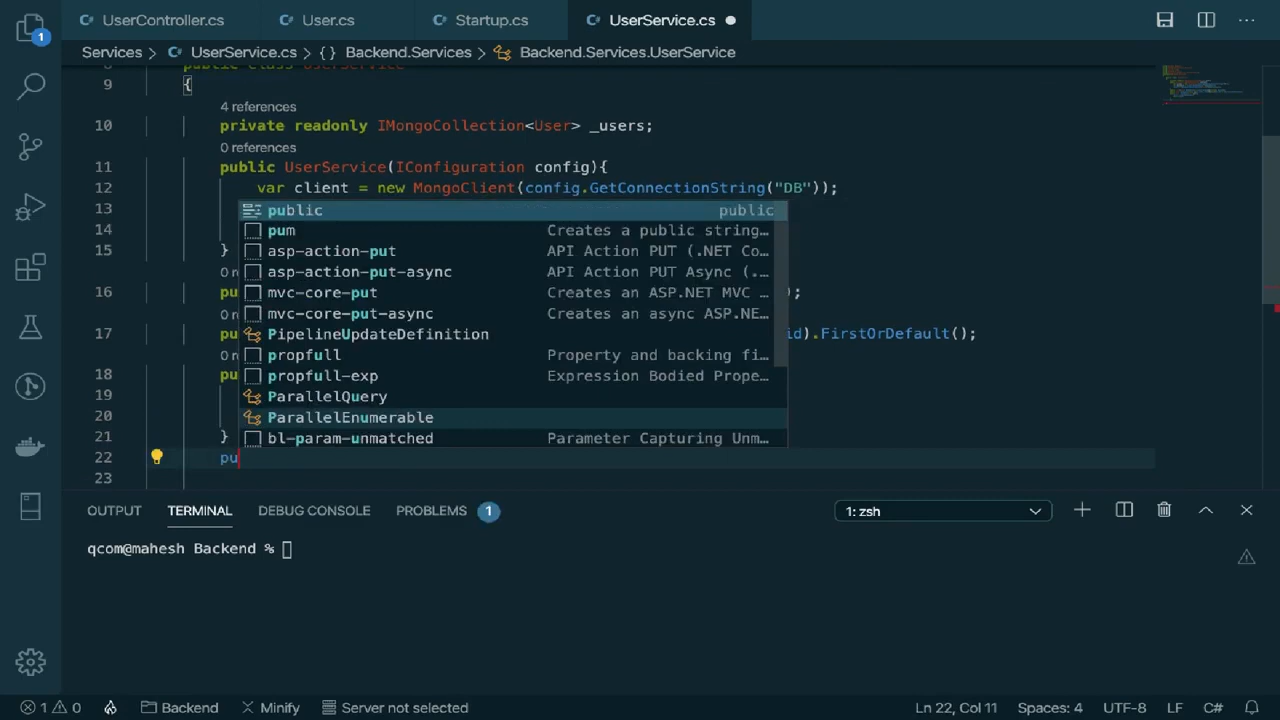 UserController.cs User.cs Startup.cs UserService.cs
1
Services UserService.cs {} Backend.Services Backend.Services.UserService
9 {
4 references
10 private readonly IMongoCollection<User> _users;
0 references
11 public UserService(IConfiguration config){
12 var client = new MongoClient(config.GetConnectionString("DB"));
13 public public
14 pum Creates a public string…
15 } asp-action-put API Action PUT (.NET Co…
0 r asp-action-put-async API Action PUT Async (.…
16 pu mvc-core-put Creates an ASP.NET MVC … );
0 r mvc-core-put-async Creates an async ASP.NE…
17 pu PipelineUpdateDefinition id).FirstOrDefault();
0 r propfull Property and backing fi…
18 pu propfull-exp Expression Bodied Prope…
19 ParallelQuery
20 ParallelEnumerable
21 } bl-param-unmatched Parameter Capturing Unm…
22 pu
23
OUTPUT TERMINAL DEBUG CONSOLE PROBLEMS 1 1: zsh
qcom@mahesh Backend %
1 0 Backend Minify Server not selected Ln 22, Col 11 Spaces: 4 UTF-8 LF C#